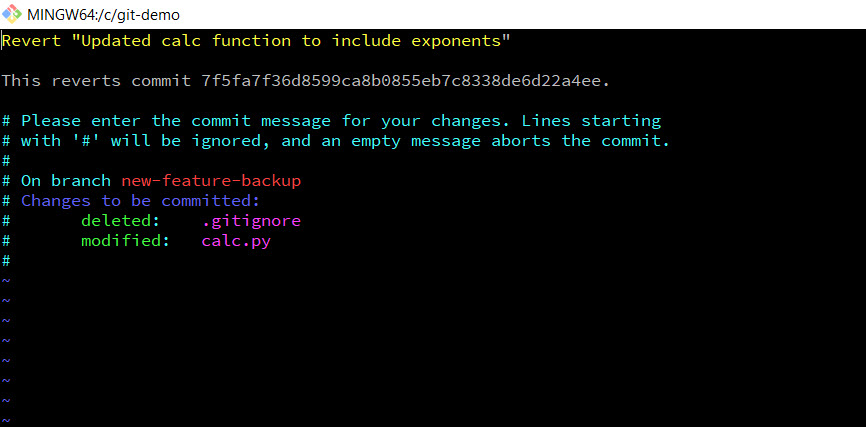 MINGW64:/c/git-demo
Revert "Updated calc function to include exponents"
This reverts commit 7f5fa7f36d8599ca8b0855eb7c8338de6d22a4ee.
# Please enter the commit message for your changes. Lines starting
# with '#' will be ignored, and an empty message aborts the commit.
#
# On branch new-feature-backup
# Changes to be committed:
#       deleted:    .gitignore
#       modified:   calc.py
#
~
~
~
~
~
~
~
~